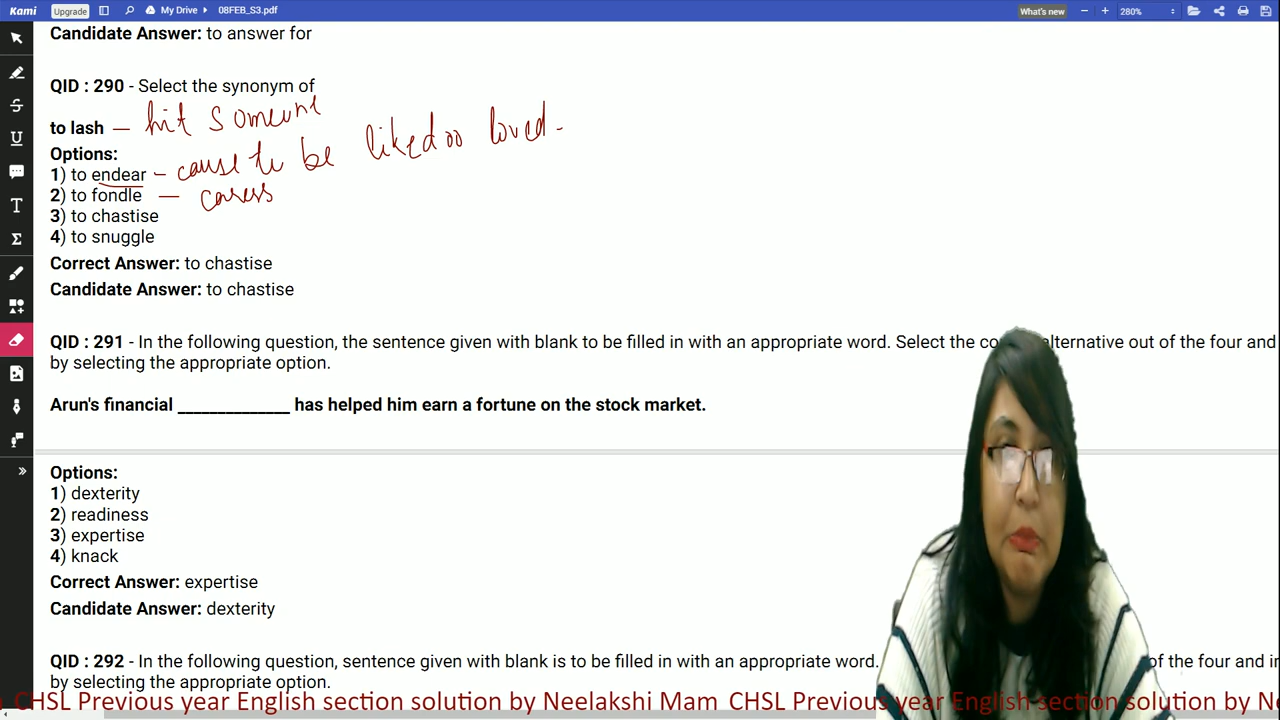 Kami
Upgrade
My Drive
08FEB_S3.pdf
What's new
280%
Candidate Answer: to answer for
QID : 290 - Select the synonym of
to lash — hit someone
Options:
1) to endear - cause to be liked or loved.
2) to fondle — caress
3) to chastise
4) to snuggle
Correct Answer: to chastise
Candidate Answer: to chastise
QID : 291 - In the following question, the sentence given with blank to be filled in with an appropriate word. Select the co alternative out of the four and
by selecting the appropriate option.
Arun's financial ______________ has helped him earn a fortune on the stock market.
Options:
1) dexterity
2) readiness
3) expertise
4) knack
Correct Answer: expertise
Candidate Answer: dexterity
QID : 292 - In the following question, sentence given with blank is to be filled in with an appropriate word. of the four and in
by selecting the appropriate option.
CHSL Previous year English section solution by Neelakshi Mam CHSL Previous year English section solution by Ne